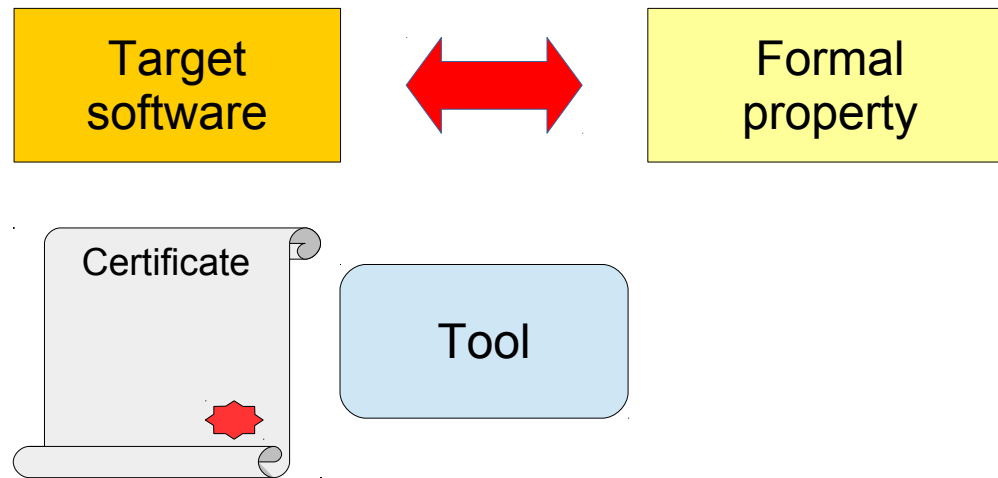 Target
software
Formal
property
Certificate
Tool